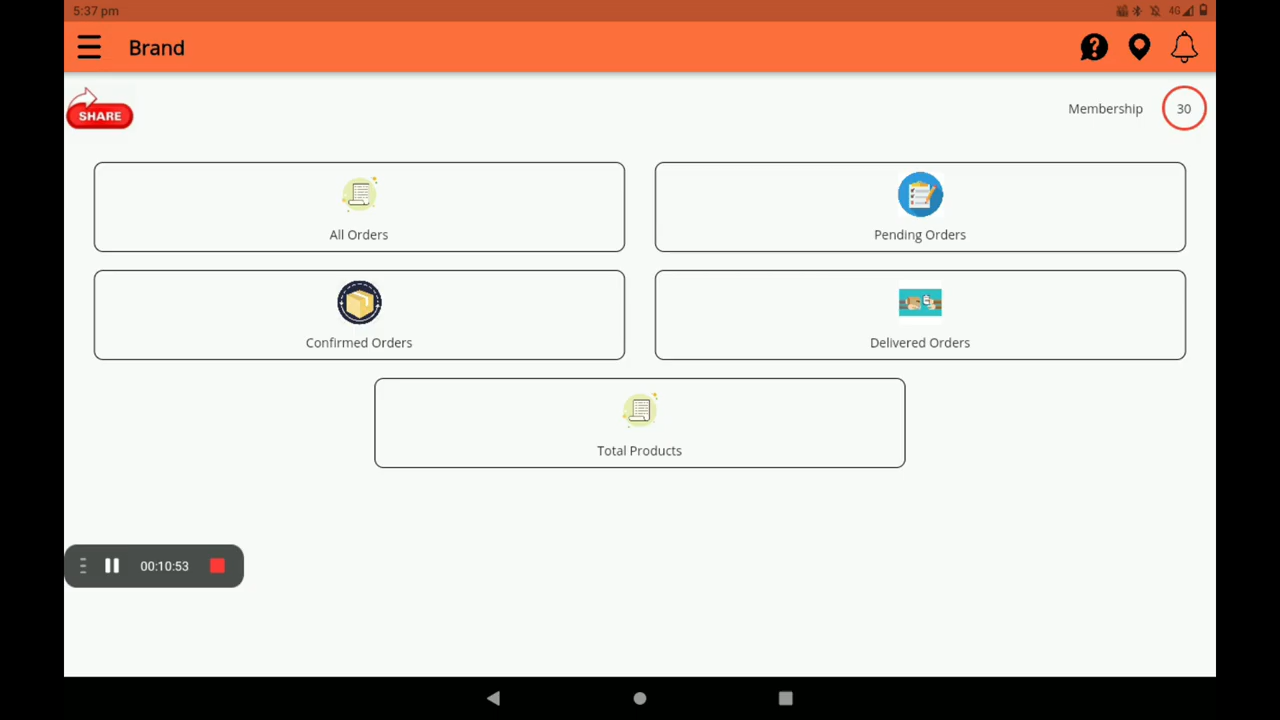 5:37 pm
4G
Brand
SHARE
Membership
30
All Orders
Pending Orders
Confirmed Orders
Delivered Orders
Total Products
00:10:53